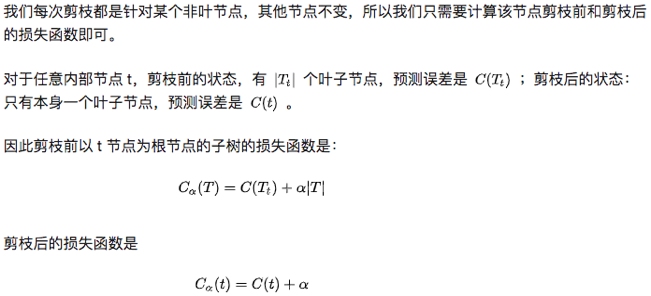 我们每次剪枝都是针对某个非叶节点，其他节点不变，所以我们只需要计算该节点剪枝前和剪枝后
的损失函数即可。
对于任意内部节点 t，剪枝前的状态，有 |T_t| 个叶子节点，预测误差是 C(T_t) ；剪枝后的状态：
只有本身一个叶子节点，预测误差是 C(t) 。
因此剪枝前以 t 节点为根节点的子树的损失函数是：
C_α(T) = C(T_t) + α|T|
剪枝后的损失函数是
C_α(t) = C(t) + α